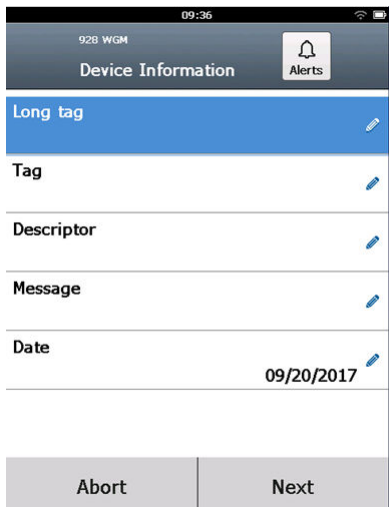 09:36
928 WGM
Device Information
Alerts
Long tag
Tag
Descriptor
Message
Date
09/20/2017
Abort
Next